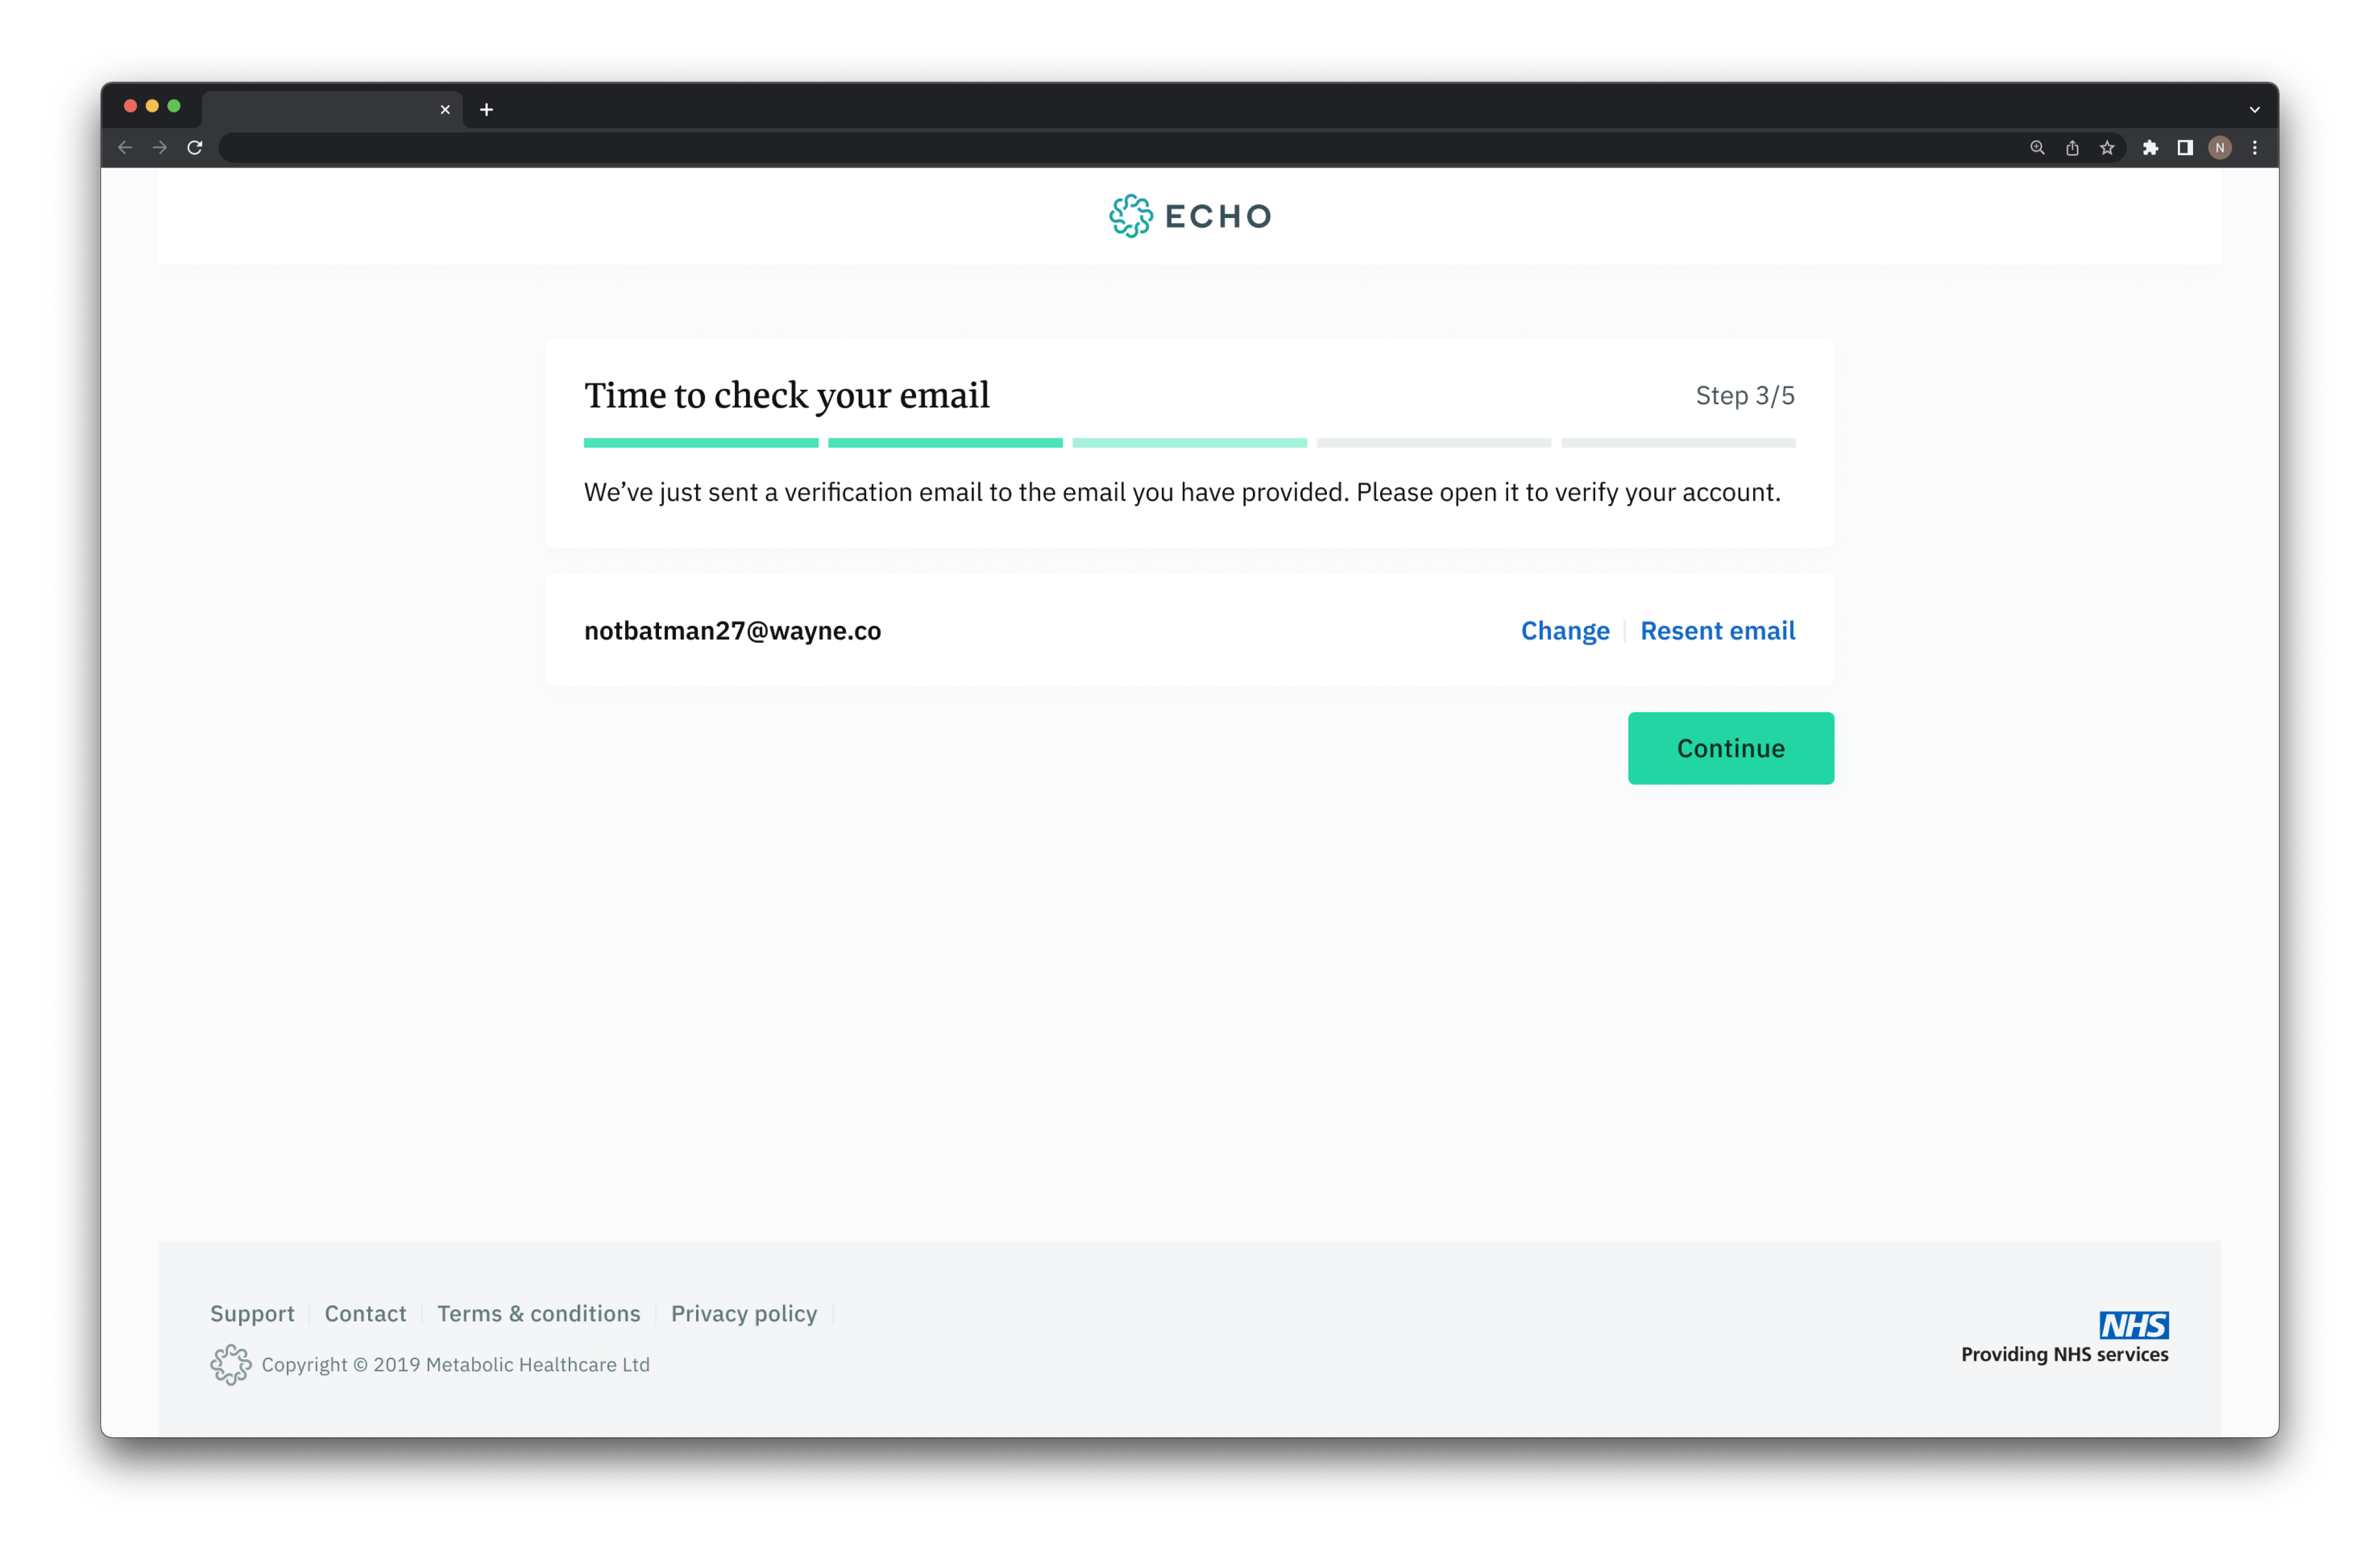 N
ECHO
Time to check your email
Step 3/5
We’ve just sent a verification email to the email you have provided. Please open it to verify your account.
notbatman27@wayne.co
Change
Resent email
Continue
Support
Contact
Terms & conditions
Privacy policy
Copyright © 2019 Metabolic Healthcare Ltd
NHS
Providing NHS services